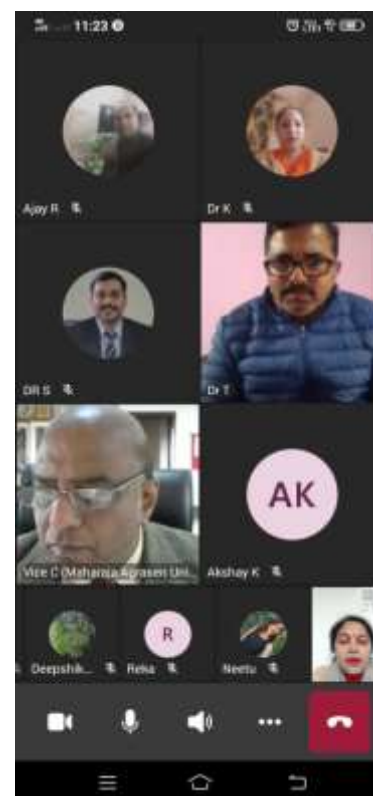 11:23
Ajay R
Dr K
DR S
Dr T
Vice C (Maharaja Agrasen Uni...
AK
Akshay K
Deepshik...
R
Reka
Neetu